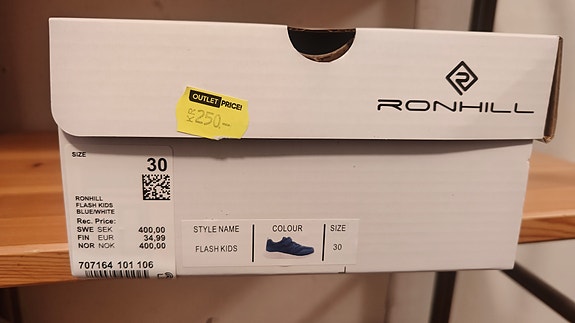 OUTLET PRICE!
KR 250.-
RONHILL
SIZE
30
RONHILL
FLASH KIDS
BLUE/WHITE
Rec. Price:
SWE SEK 400,00
FIN EUR 34,99
NOR NOK 400,00
707164 101 106
STYLE NAME COLOUR SIZE
FLASH KIDS 30